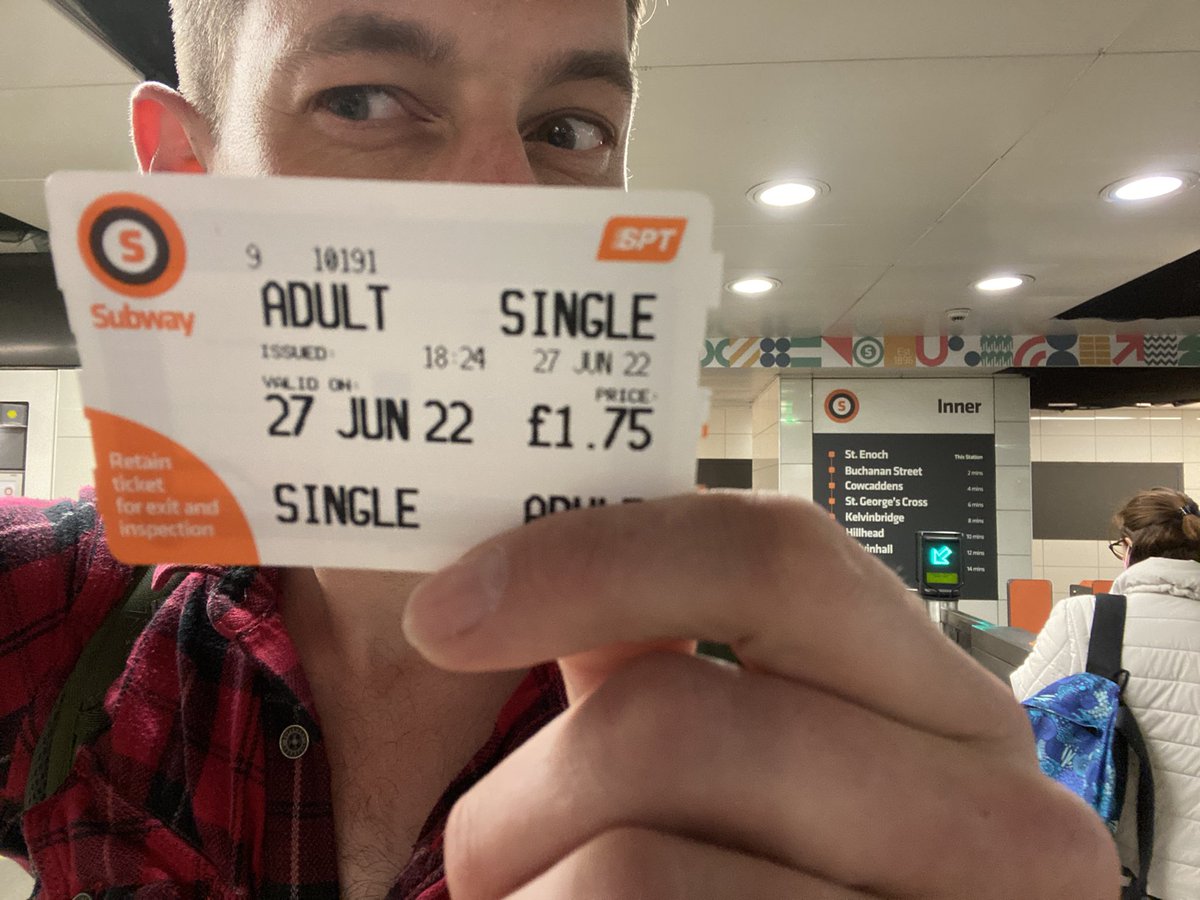 S
Subway
SPT
9 10191
ADULT SINGLE
ISSUED: 18:24 27 JUN 22
VALID ON: PRICE:
27 JUN 22 £1.75
SINGLE
Retain
ticket
for exit and
inspection
S
S
Inner
St. Enoch This Station
Buchanan Street 2 mins
Cowcaddens 4 mins
St. George's Cross 6 mins
Kelvinbridge 8 mins
Hillhead 10 mins
12 mins
14 mins